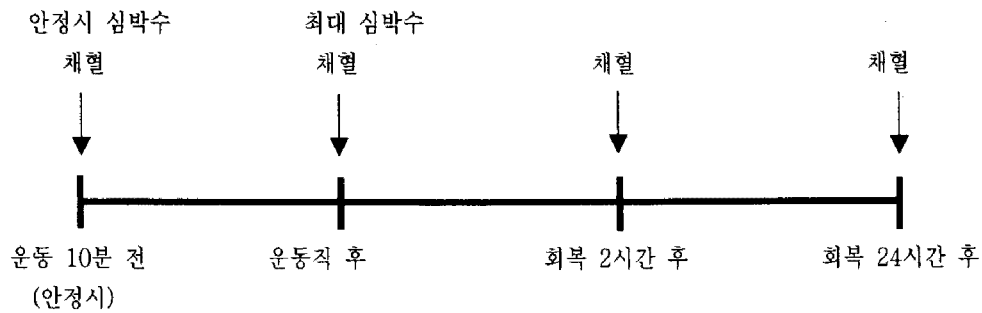 안정시 심박수 최대 심박수
채혈 채혈 채혈 채혈
운동 10분 전 운동직 후 회복 2시간 후 회복 24시간 후
(안정시)